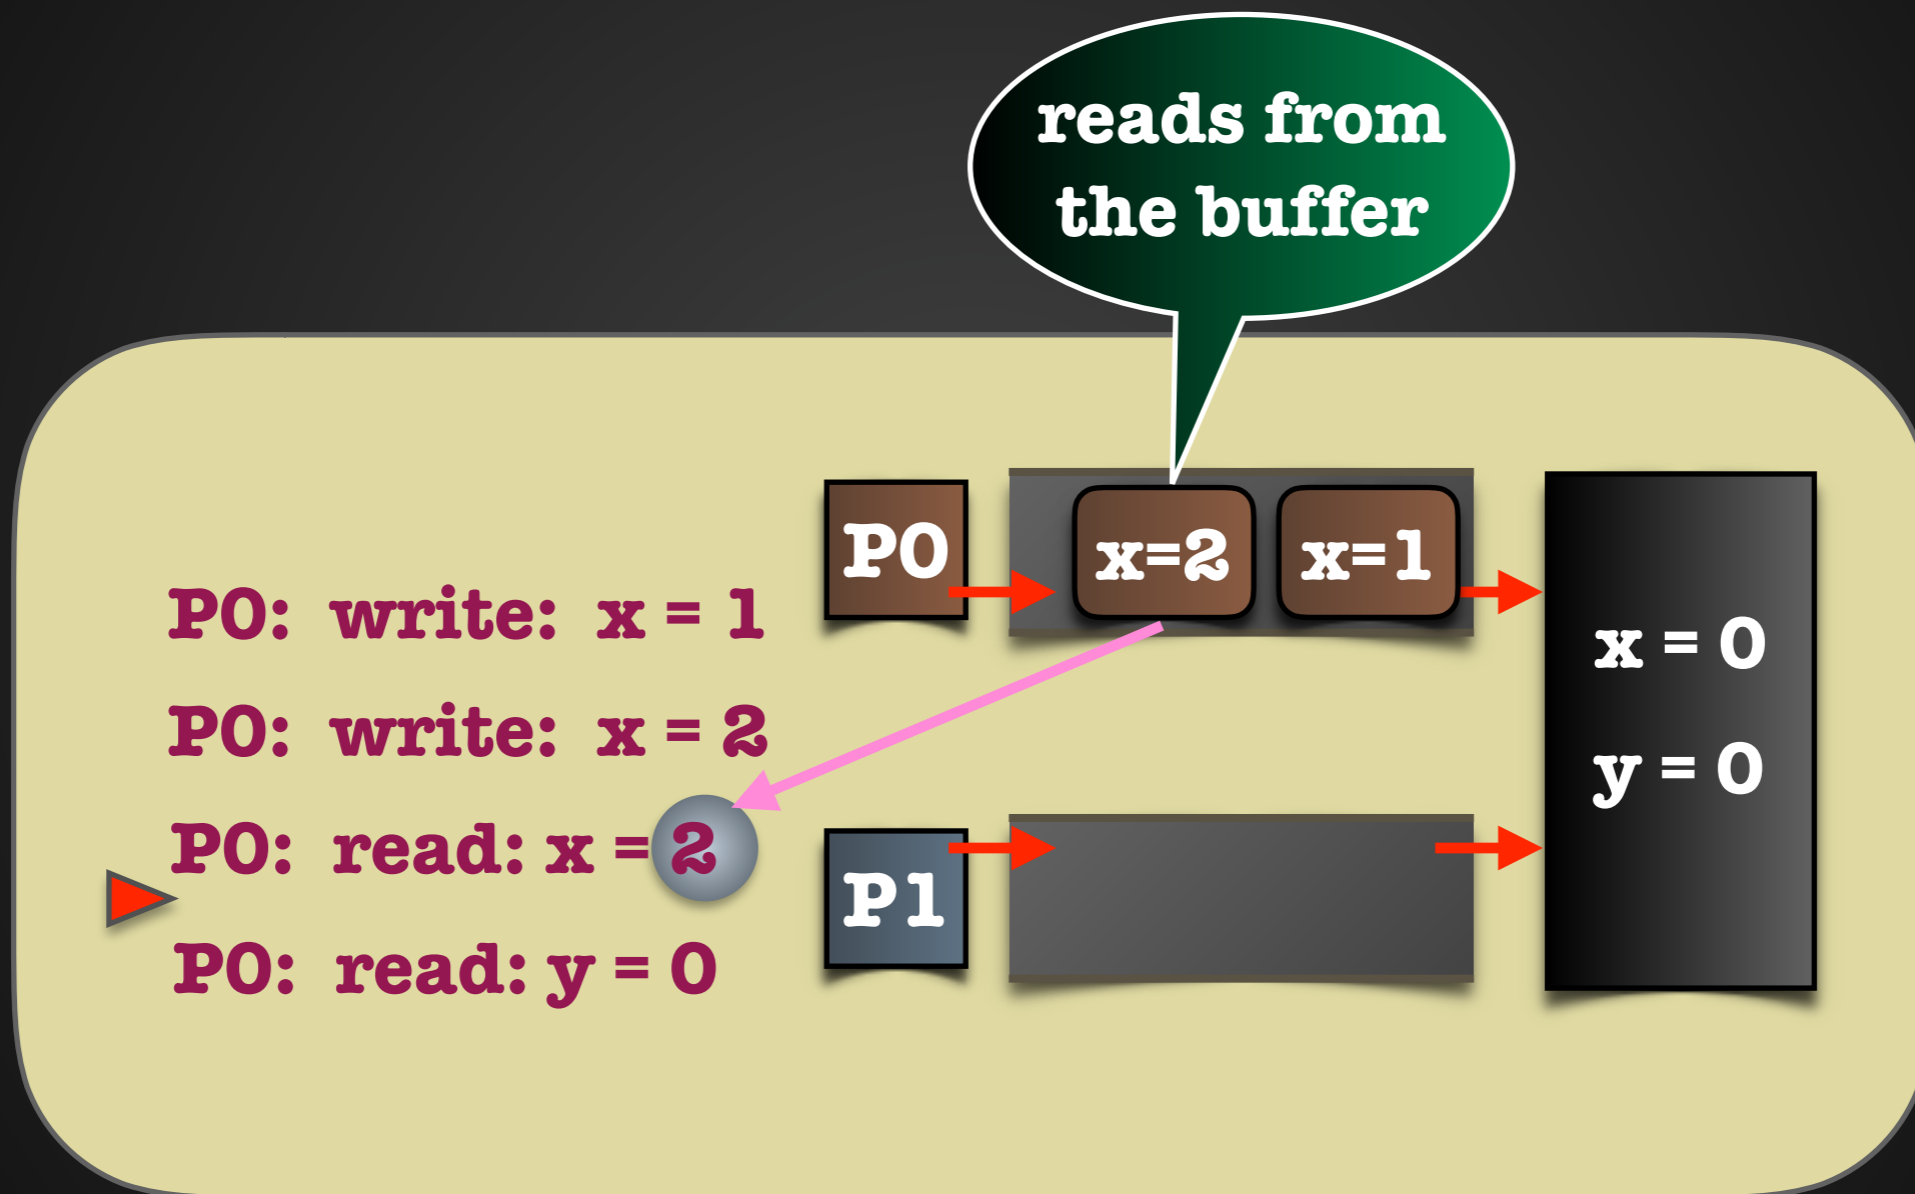 reads from
the buffer
P0: write: x = 1
P0: write: x = 2
P0: read: x = 2
P0: read: y = 0
P0
x=2
x=1
P1
x = 0
y = 0